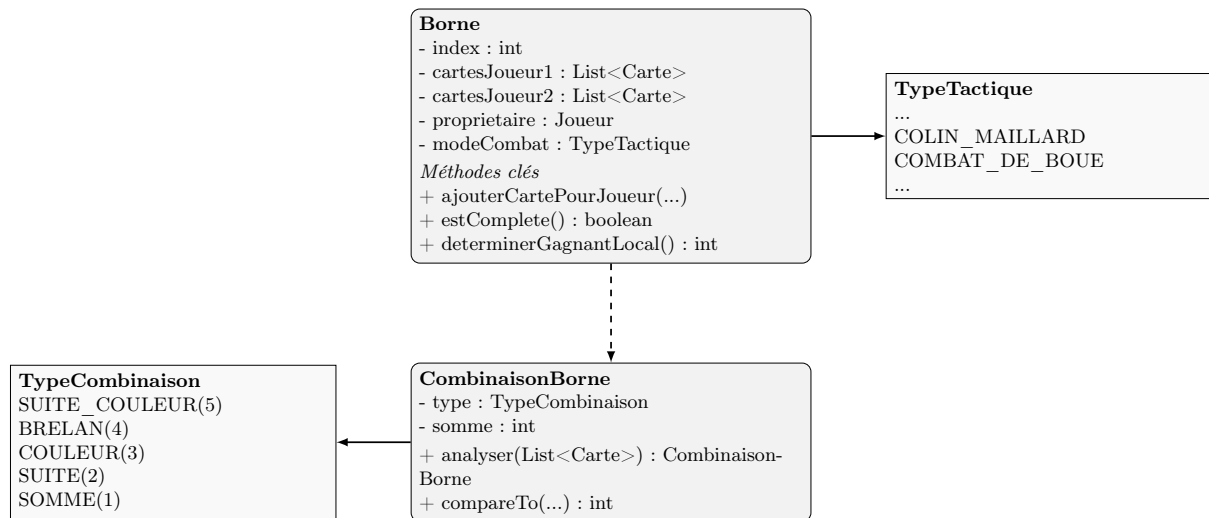 Borne
- index : int
- cartesJoueur1 : List<Carte>
- cartesJoueur2 : List<Carte>
- proprietaire : Joueur
- modeCombat : TypeTactique
Méthodes clés
+ ajouterCartePourJoueur(...)
+ estComplete() : boolean
+ determinerGagnantLocal() : int
TypeTactique
...
COLIN_MAILLARD
COMBAT_DE_BOUE
...
TypeCombinaison
SUITE_COULEUR(5)
BRELAN(4)
COULEUR(3)
SUITE(2)
SOMME(1)
CombinaisonBorne
- type : TypeCombinaison
- somme : int
+ analyser(List<Carte>) : Combinaison-
Borne
+ compareTo(...) : int